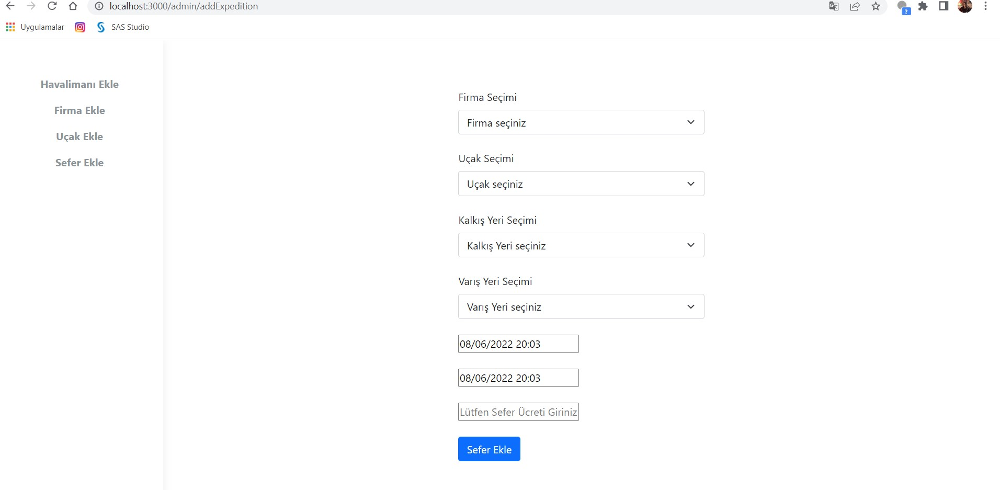 localhost:3000/admin/addExpedition
?
Uygulamalar SAS Studio
Havalimanı Ekle
Firma Ekle
Uçak Ekle
Sefer Ekle
Firma Seçimi
Firma seçiniz
Uçak Seçimi
Uçak seçiniz
Kalkış Yeri Seçimi
Kalkış Yeri seçiniz
Varış Yeri Seçimi
Varış Yeri seçiniz
08/06/2022 20:03
08/06/2022 20:03
Lütfen Sefer Ücreti Giriniz
Sefer Ekle